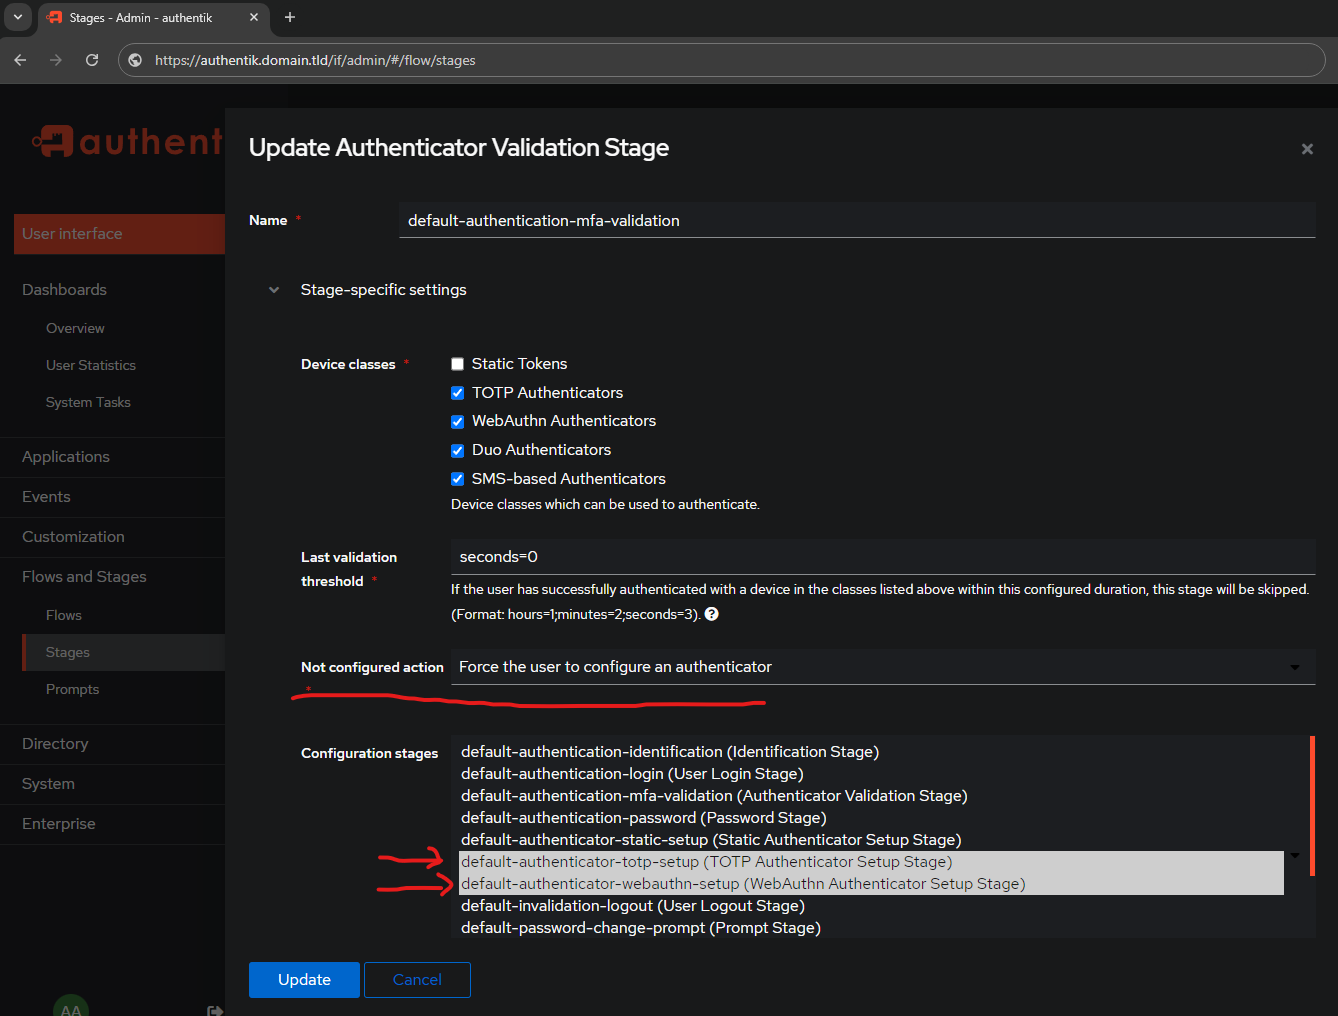 Stages - Admin - authentik
https://authentik.domain.tld/if/admin/#/flow/stages
authent
User interface
Dashboards
Overview
User Statistics
System Tasks
Applications
Events
Customization
Flows and Stages
Flows
Stages
Prompts
Directory
System
Enterprise
AA
Update Authenticator Validation Stage
Name *
default-authentication-mfa-validation
Stage-specific settings
Device classes *
Static Tokens
TOTP Authenticators
WebAuthn Authenticators
Duo Authenticators
SMS-based Authenticators
Device classes which can be used to authenticate.
Last validation
threshold *
seconds=0
If the user has successfully authenticated with a device in the classes listed above within this configured duration, this stage will be skipped.
(Format: hours=1;minutes=2;seconds=3). ?
Not configured action
*
Force the user to configure an authenticator
Configuration stages
default-authentication-identification (Identification Stage)
default-authentication-login (User Login Stage)
default-authentication-mfa-validation (Authenticator Validation Stage)
default-authentication-password (Password Stage)
default-authenticator-static-setup (Static Authenticator Setup Stage)
default-authenticator-totp-setup (TOTP Authenticator Setup Stage)
default-authenticator-webauthn-setup (WebAuthn Authenticator Setup Stage)
default-invalidation-logout (User Logout Stage)
default-password-change-prompt (Prompt Stage)
Update
Cancel